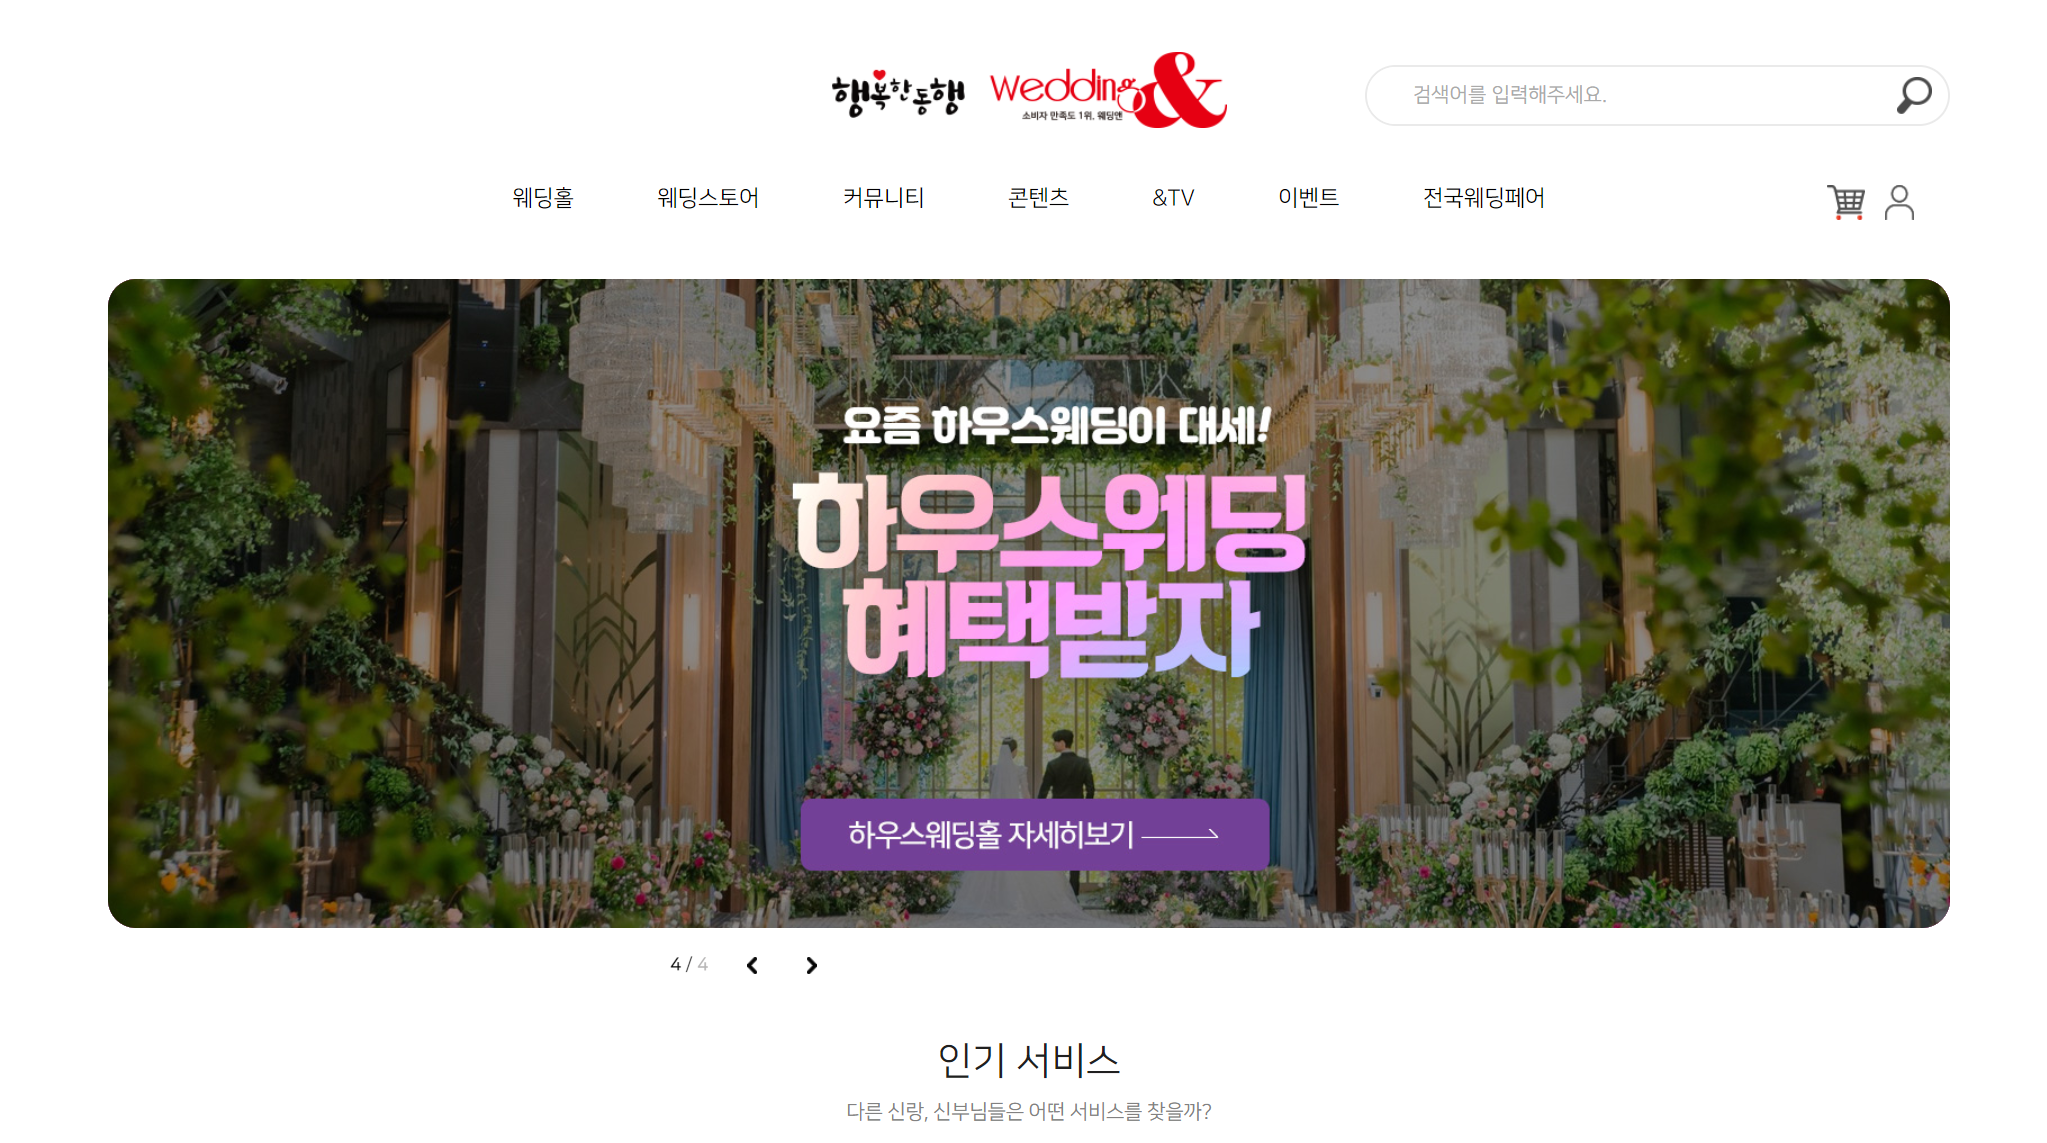 행복한동행
wedding&
소비자 만족도 1위, 웨딩앤
검색어를 입력해주세요.
웨딩홀 웨딩스토어 커뮤니티 콘텐츠 &TV 이벤트 전국웨딩페어
요즘 하우스웨딩이 대세!
하우스웨딩
혜택받자
하우스웨딩홀 자세히보기
4 / 4
인기 서비스
다른 신랑, 신부님들은 어떤 서비스를 찾을까?